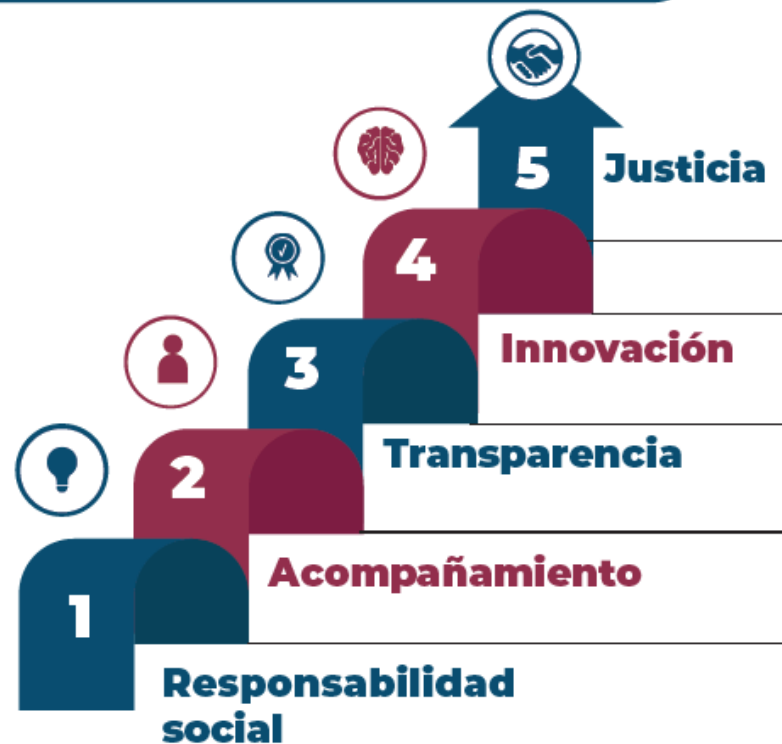 5 Justicia
4
Innovación
3
Transparencia
2
Acompañamiento
1
Responsabilidad
social